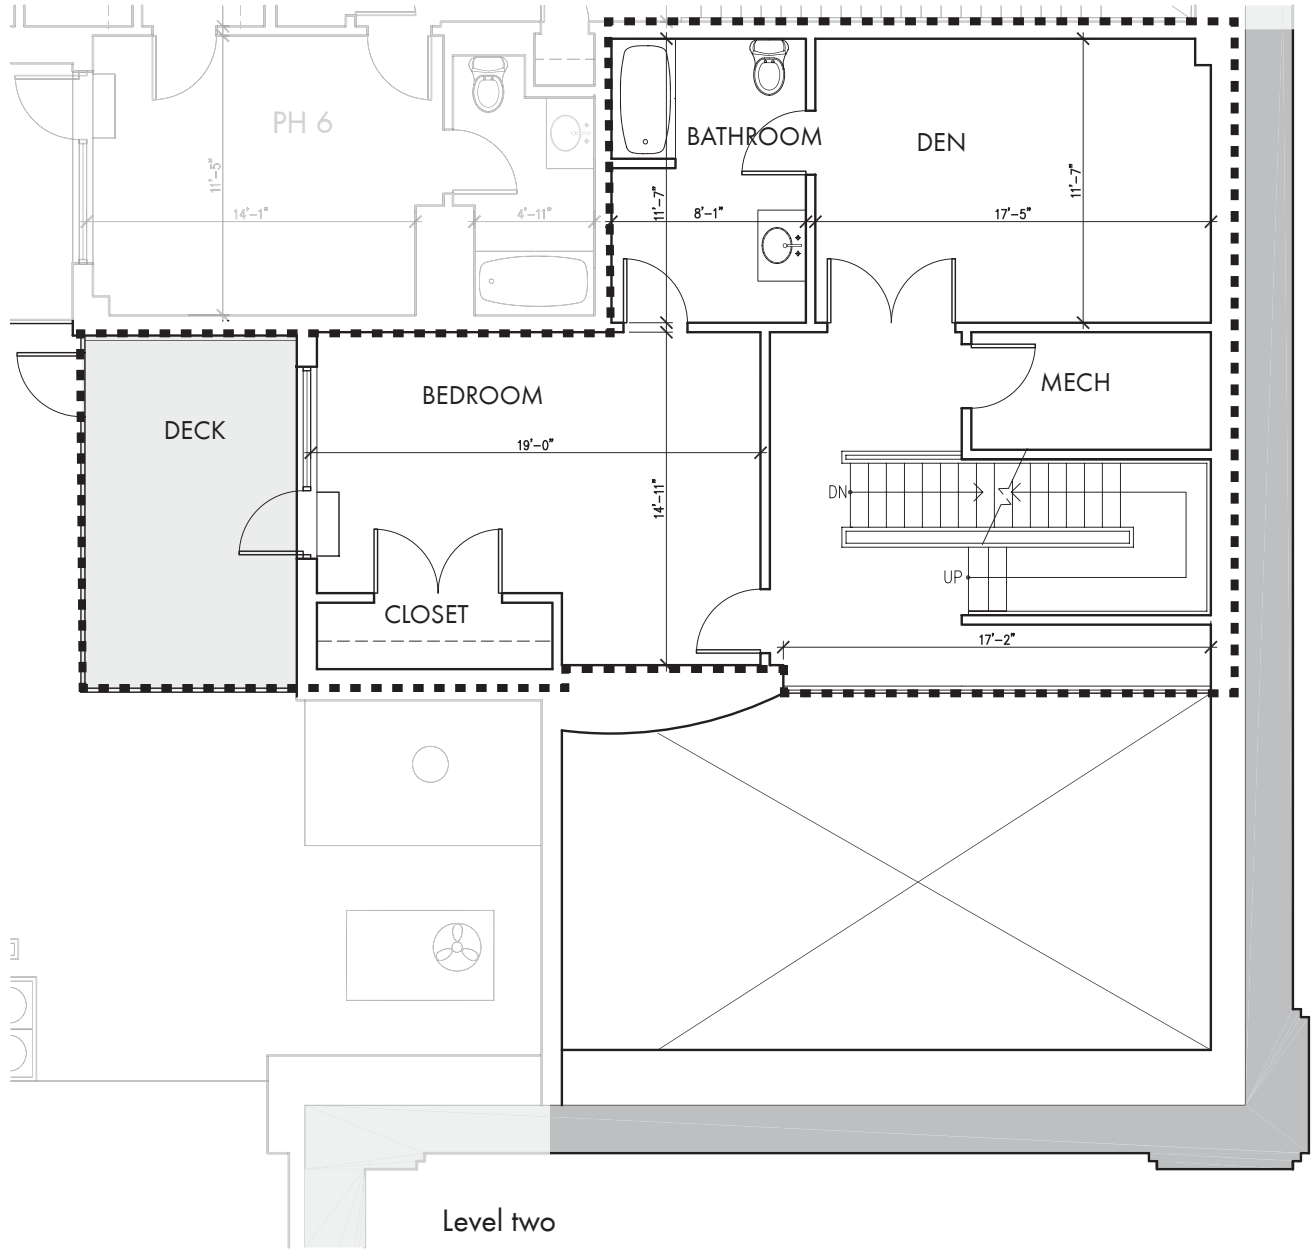 PH 6
BATHROOM
DEN
11'-5"
11'-7"
11'-7"
14'-1"
4'-11"
8'-1"
17'-5"
MECH
BEDROOM
DECK
19'-0"
14'-11"
DN
UP
CLOSET
17'-2"
Level two